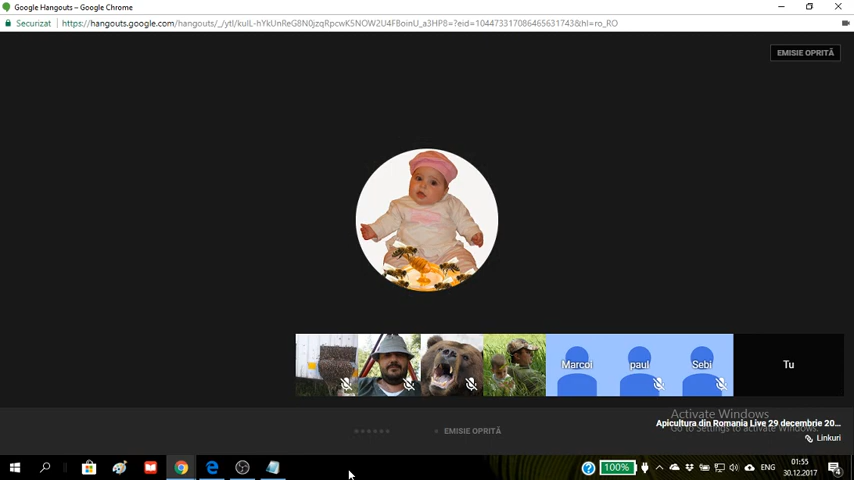 Google Hangouts – Google Chrome
Securizat
https://hangouts.google.com/hangouts/_/ytl/kuIL-hYkUnReG8N0jzqRpcwK5NOW2U4FBoinU_a3HP8=?eid=104473317086465631743&hl=ro_RO
EMISIE OPRITĂ
Marcoi
paul
Sebi
Tu
EMISIE OPRITĂ
Activate Windows
Apicultura din Romania Live 29 decembrie 20...
Go to Settings to activate Windows.
Linkuri
100%
ENG
01:55
30.12.2017
4